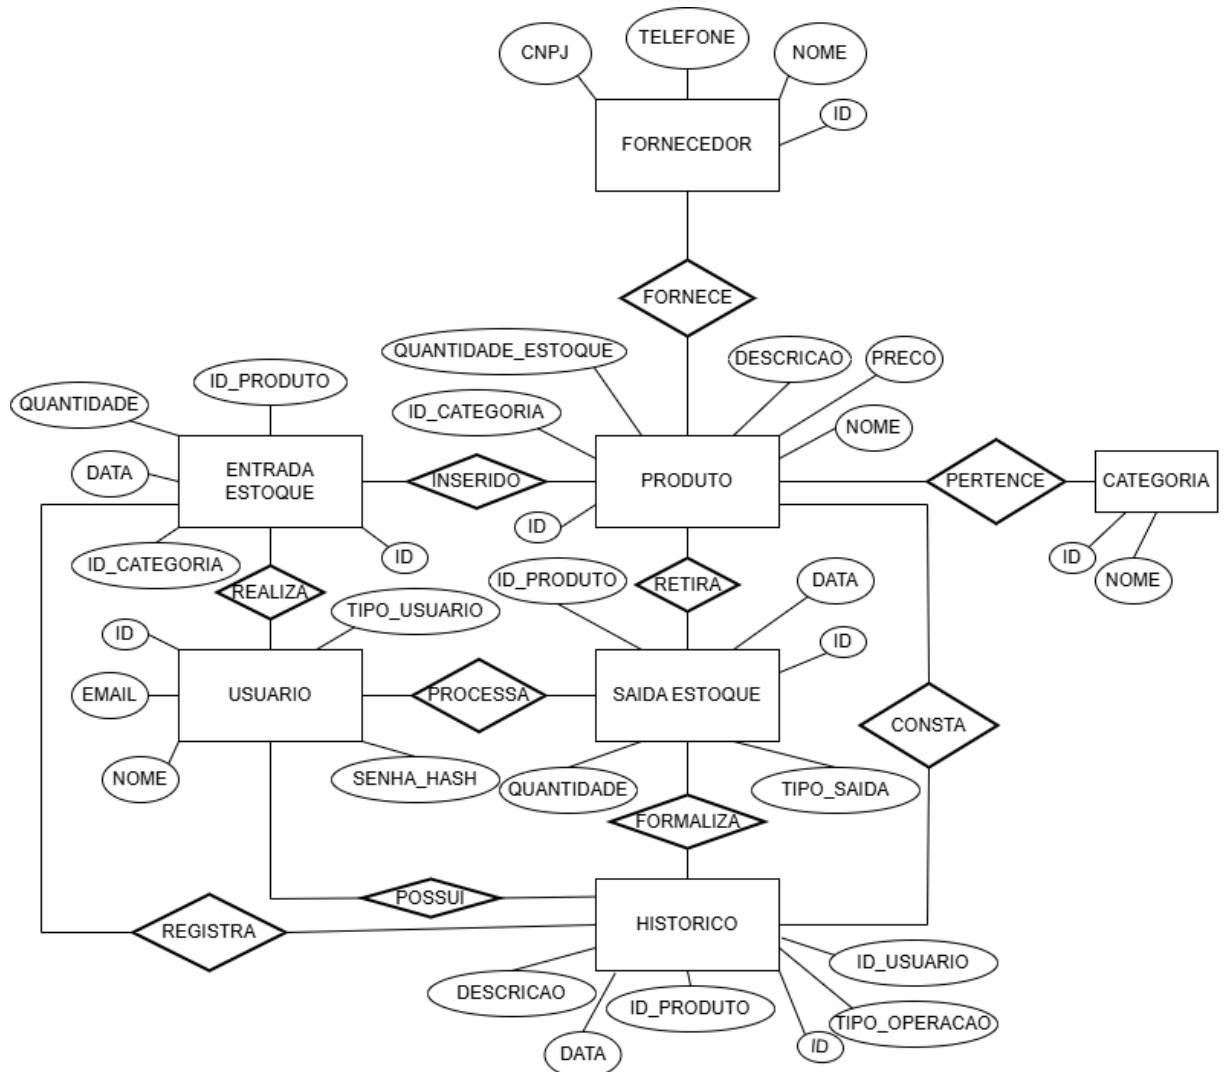 TELEFONE
CNPJ
NOME
ID
FORNECEDOR
FORNECE
QUANTIDADE_ESTOQUE
DESCRICAO
PRECO
ID_PRODUTO
QUANTIDADE
ID_CATEGORIA
NOME
DATA
ENTRADA
ESTOQUE
INSERIDO
PRODUTO
PERTENCE
CATEGORIA
ID
ID_CATEGORIA
ID
ID
NOME
REALIZA
ID_PRODUTO
RETIRA
DATA
TIPO_USUARIO
ID
ID
EMAIL
USUARIO
PROCESSA
SAIDA ESTOQUE
CONSTA
NOME
SENHA_HASH
QUANTIDADE
TIPO_SAIDA
FORMALIZA
POSSUI
REGISTRA
HISTORICO
ID_USUARIO
DESCRICAO
ID_PRODUTO
TIPO_OPERACAO
DATA
ID